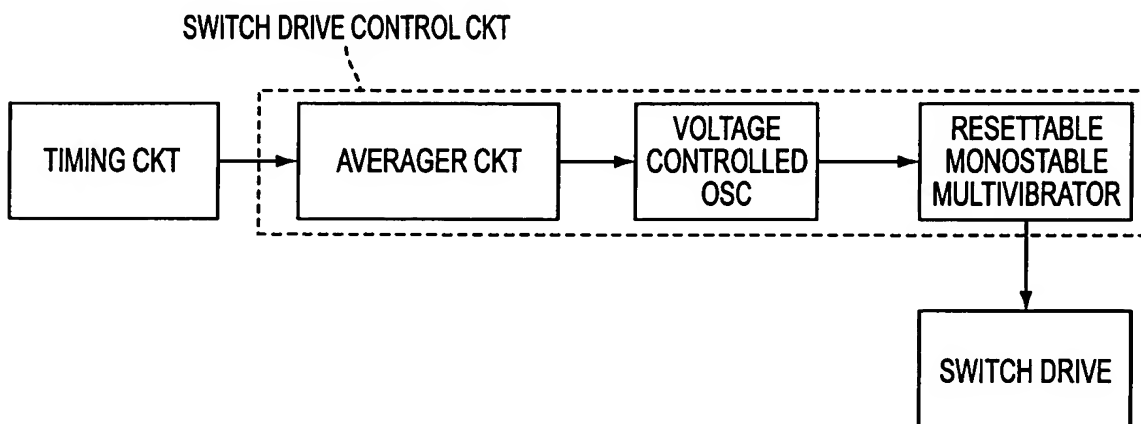 SWITCH DRIVE CONTROL CKT
TIMING CKT
AVERAGER CKT
VOLTAGE
CONTROLLED
OSC
RESETTABLE
MONOSTABLE
MULTIVIBRATOR
SWITCH DRIVE